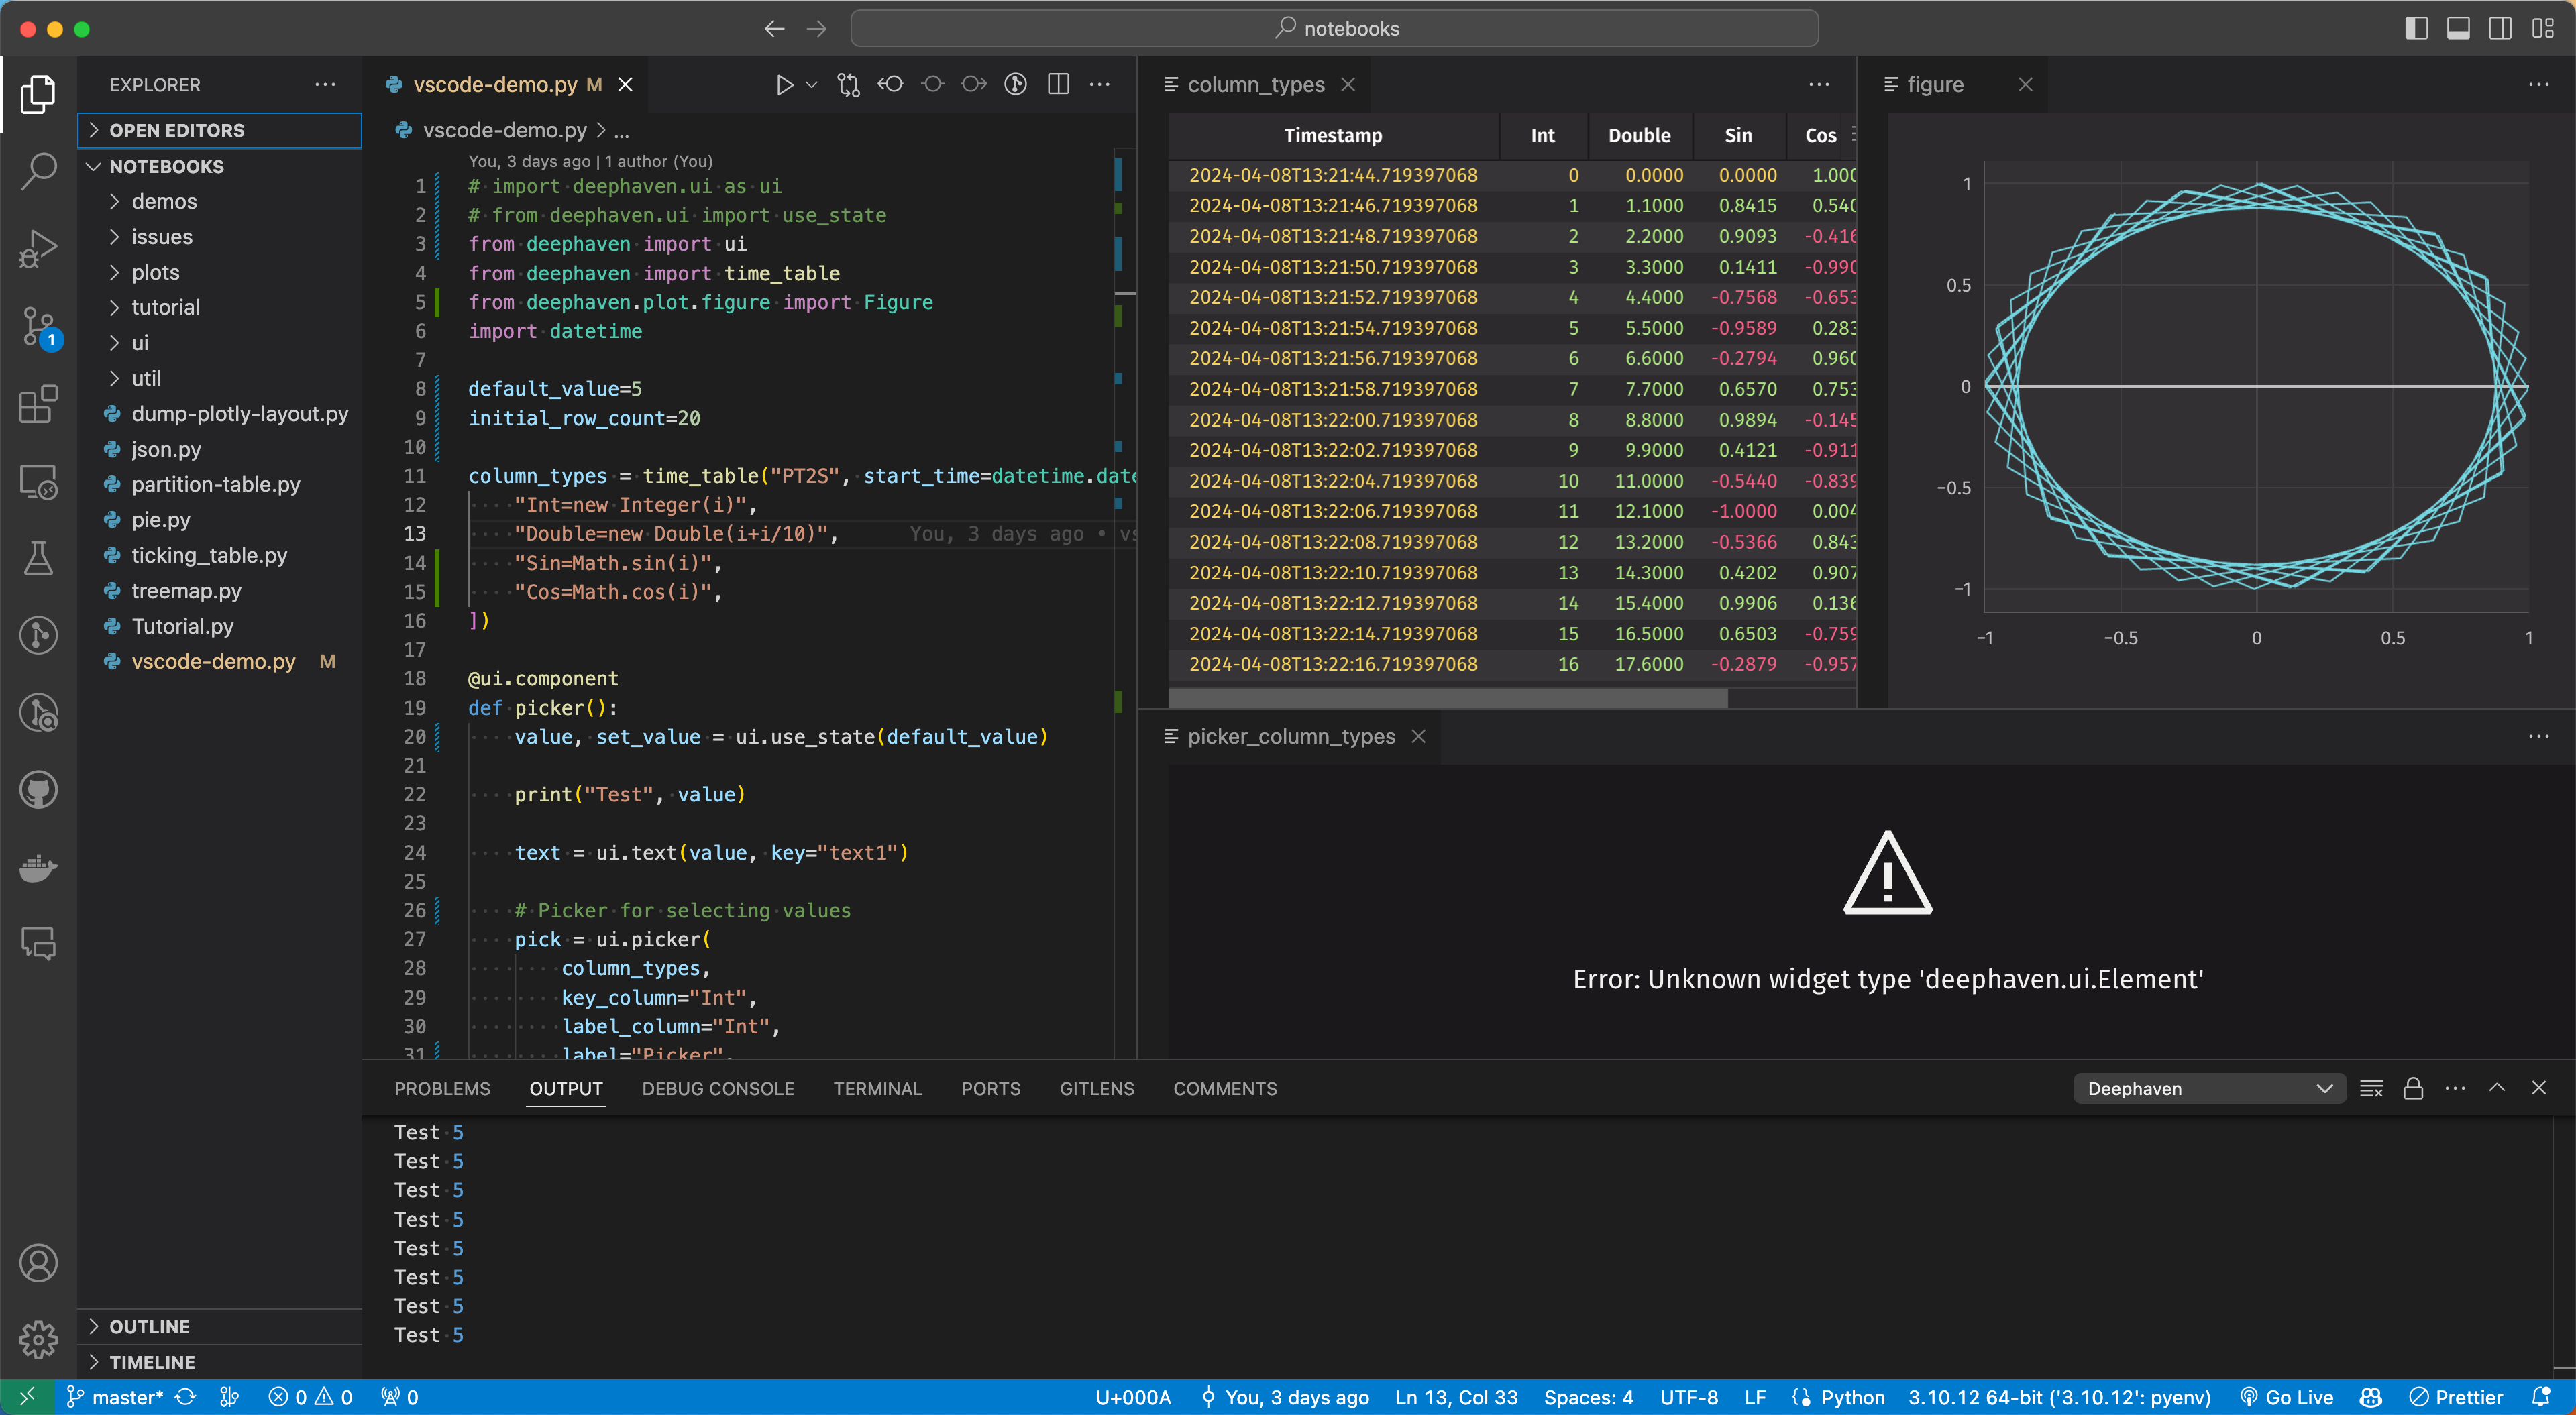 notebooks
EXPLORER
OPEN EDITORS
NOTEBOOKS
demos
issues
plots
tutorial
ui
util
dump-plotly-layout.py
json.py
partition-table.py
pie.py
ticking_table.py
treemap.py
Tutorial.py
vscode-demo.py M
OUTLINE
TIMELINE
1
vscode-demo.py M
vscode-demo.py > ...
You, 3 days ago | 1 author (You)
1 # import deephaven.ui as ui
2 # from deephaven.ui import use_state
3 from deephaven import ui
4 from deephaven import time_table
5 from deephaven.plot.figure import Figure
6 import datetime
7
8 default_value=5
9 initial_row_count=20
10
11 column_types = time_table("PT2S", start_time=datetime.date
12 "Int=new Integer(i)",
13 "Double=new Double(i+i/10)", You, 3 days ago • vs
14 "Sin=Math.sin(i)",
15 "Cos=Math.cos(i)",
16 ])
17
18 @ui.component
19 def picker():
20 value, set_value = ui.use_state(default_value)
21
22 print("Test", value)
23
24 text = ui.text(value, key="text1")
25
26 # Picker for selecting values
27 pick = ui.picker(
28 column_types,
29 key_column="Int",
30 label_column="Int",
31 label="Picker",
column_types
Timestamp Int Double Sin Cos
2024-04-08T13:21:44.719397068 0 0.0000 0.0000 1.000
2024-04-08T13:21:46.719397068 1 1.1000 0.8415 0.540
2024-04-08T13:21:48.719397068 2 2.2000 0.9093 -0.416
2024-04-08T13:21:50.719397068 3 3.3000 0.1411 -0.990
2024-04-08T13:21:52.719397068 4 4.4000 -0.7568 -0.653
2024-04-08T13:21:54.719397068 5 5.5000 -0.9589 0.283
2024-04-08T13:21:56.719397068 6 6.6000 -0.2794 0.960
2024-04-08T13:21:58.719397068 7 7.7000 0.6570 0.753
2024-04-08T13:22:00.719397068 8 8.8000 0.9894 -0.145
2024-04-08T13:22:02.719397068 9 9.9000 0.4121 -0.911
2024-04-08T13:22:04.719397068 10 11.0000 -0.5440 -0.839
2024-04-08T13:22:06.719397068 11 12.1000 -1.0000 0.004
2024-04-08T13:22:08.719397068 12 13.2000 -0.5366 0.843
2024-04-08T13:22:10.719397068 13 14.3000 0.4202 0.907
2024-04-08T13:22:12.719397068 14 15.4000 0.9906 0.136
2024-04-08T13:22:14.719397068 15 16.5000 0.6503 -0.759
2024-04-08T13:22:16.719397068 16 17.6000 -0.2879 -0.957
figure
1
0.5
0
−0.5
−1
−1 −0.5 0 0.5 1
picker_column_types
Error: Unknown widget type 'deephaven.ui.Element'
PROBLEMS OUTPUT DEBUG CONSOLE TERMINAL PORTS GITLENS COMMENTS Deephaven
Test 5
Test 5
Test 5
Test 5
Test 5
Test 5
Test 5
Test 5
master* 0 0 0 U+000A You, 3 days ago Ln 13, Col 33 Spaces: 4 UTF-8 LF Python 3.10.12 64-bit ('3.10.12': pyenv) Go Live Prettier